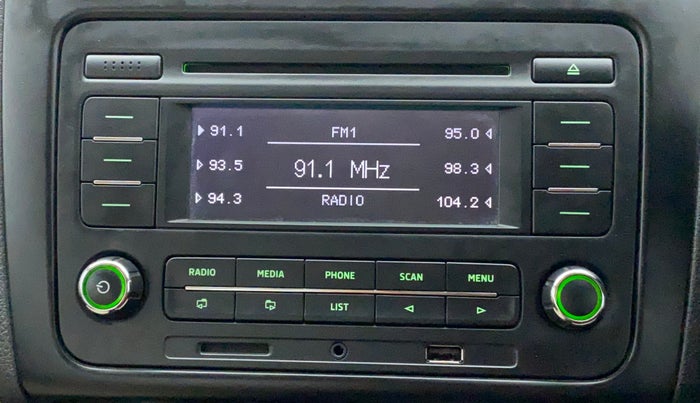 91.1 FM1 95.0
93.5 91.1 MHz 98.3
94.3 RADIO 104.2
RADIO MEDIA PHONE SCAN MENU
LIST